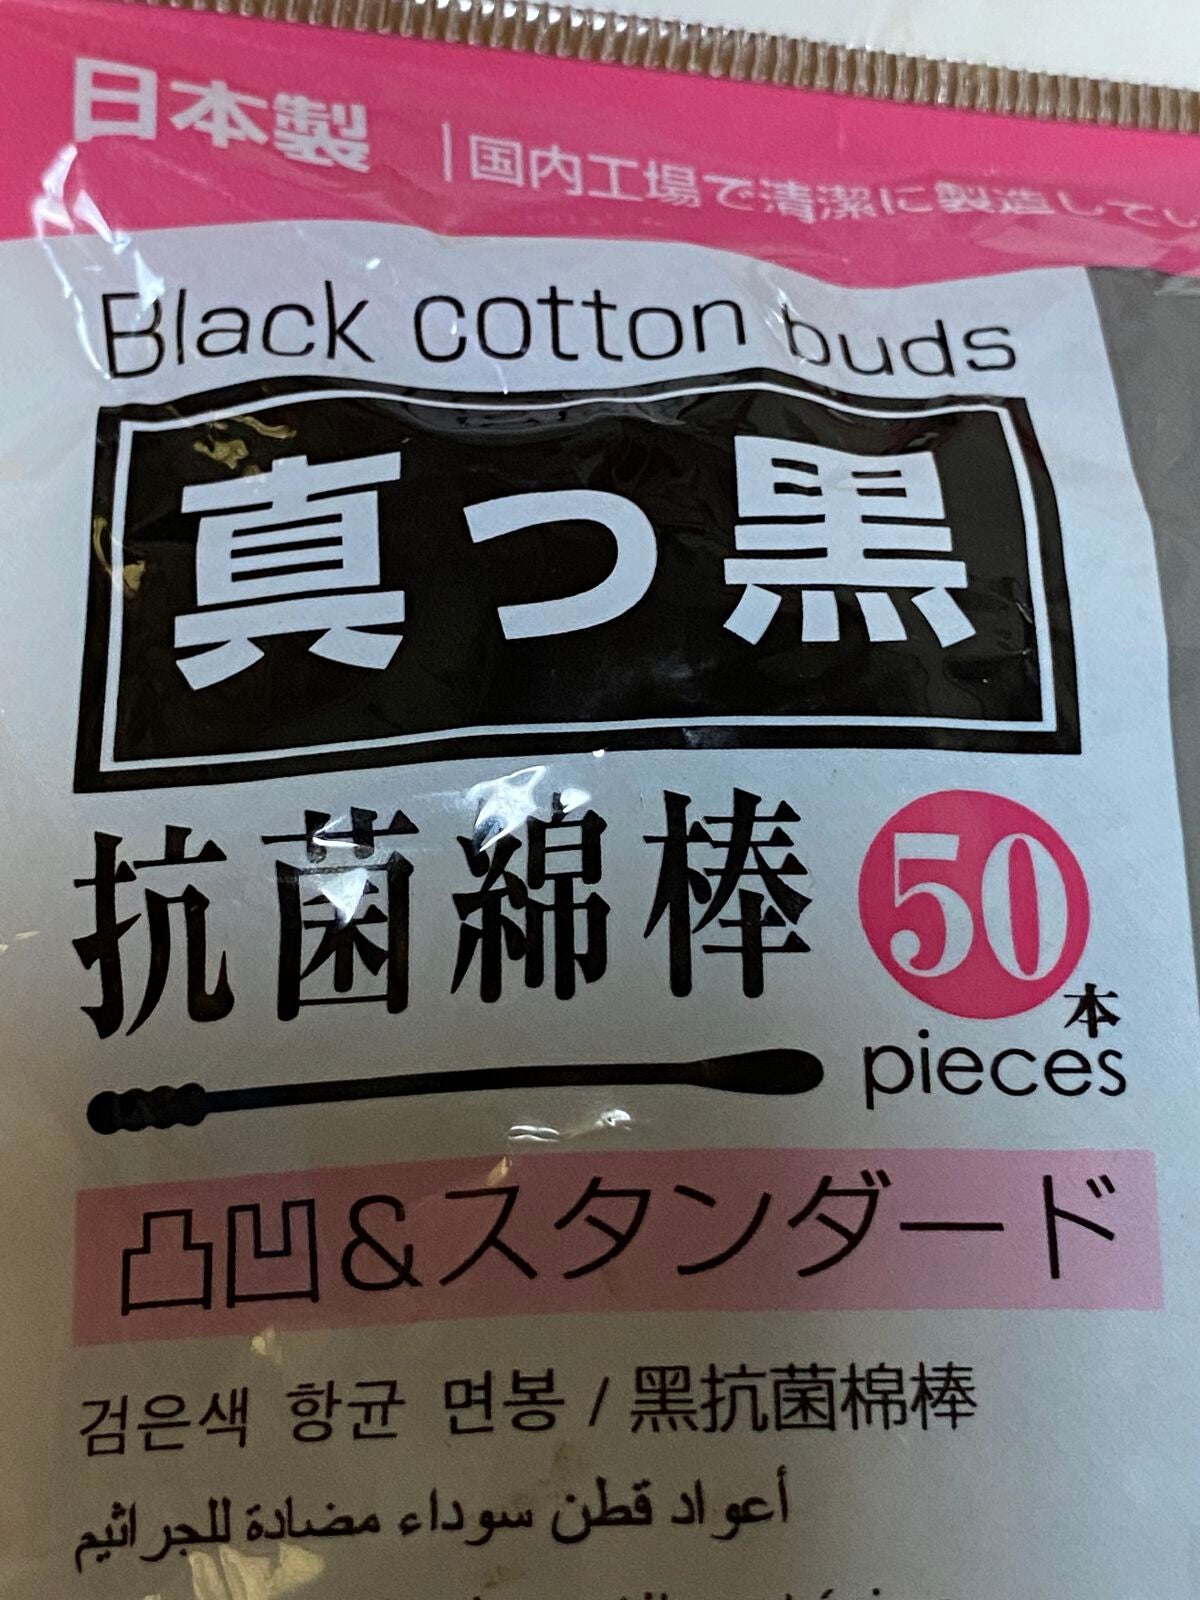 日本製
国内工場で清潔に製造してい
Black cotton buds
真っ黒
抗菌綿棒
50本
pieces
凸凹&スタンダード
검은색 항균 면봉 / 黑抗菌棉棒
أعواد قطن سوداء مضادة للجراثيم